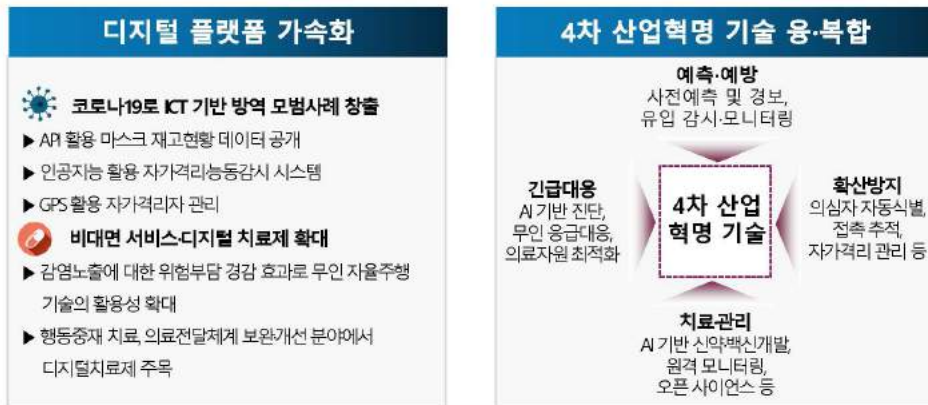 디지털 플랫폼 가속화
코로나19로 ICT 기반 방역 모범사례 창출
▶ API 활용 마스크 재고현황 데이터 공개
▶ 인공지능 활용 자가격리능동감시 시스템
▶ GPS 활용 자가격리자 관리
비대면 서비스·디지털 치료제 확대
▶ 감염노출에 대한 위험부담 경감 효과로 무인 자율주행
기술의 활용성 확대
▶ 행동중재 치료, 의료전달체계 보완·개선 분야에서
디지털치료제 주목
4차 산업혁명 기술 융·복합
예측·예방
사전예측 및 경보,
유입 감시·모니터링
긴급대응
AI 기반 진단,
무인 응급대응,
의료자원 최적화
4차 산업
혁명 기술
확산방지
의심자 자동식별,
접촉 추적,
자가격리 관리 등
치료·관리
AI 기반 신약·백신개발,
원격 모니터링,
오픈 사이언스 등